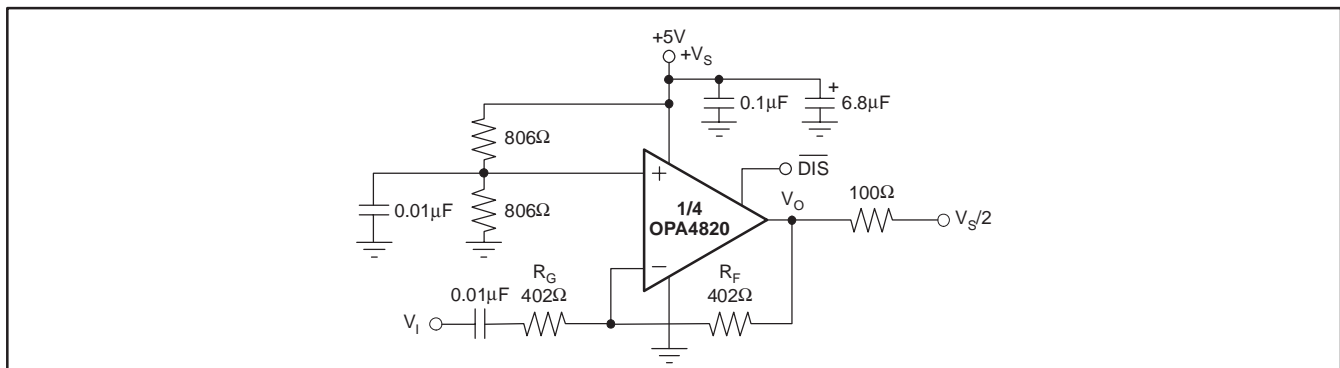 +5V
+V_S
0.1μF
+
6.8μF
806Ω
+
DIS
0.01μF
806Ω
1/4
OPA4820
V_O
100Ω
V_S/2
−
R_G
R_F
0.01μF
402Ω
402Ω
V_I